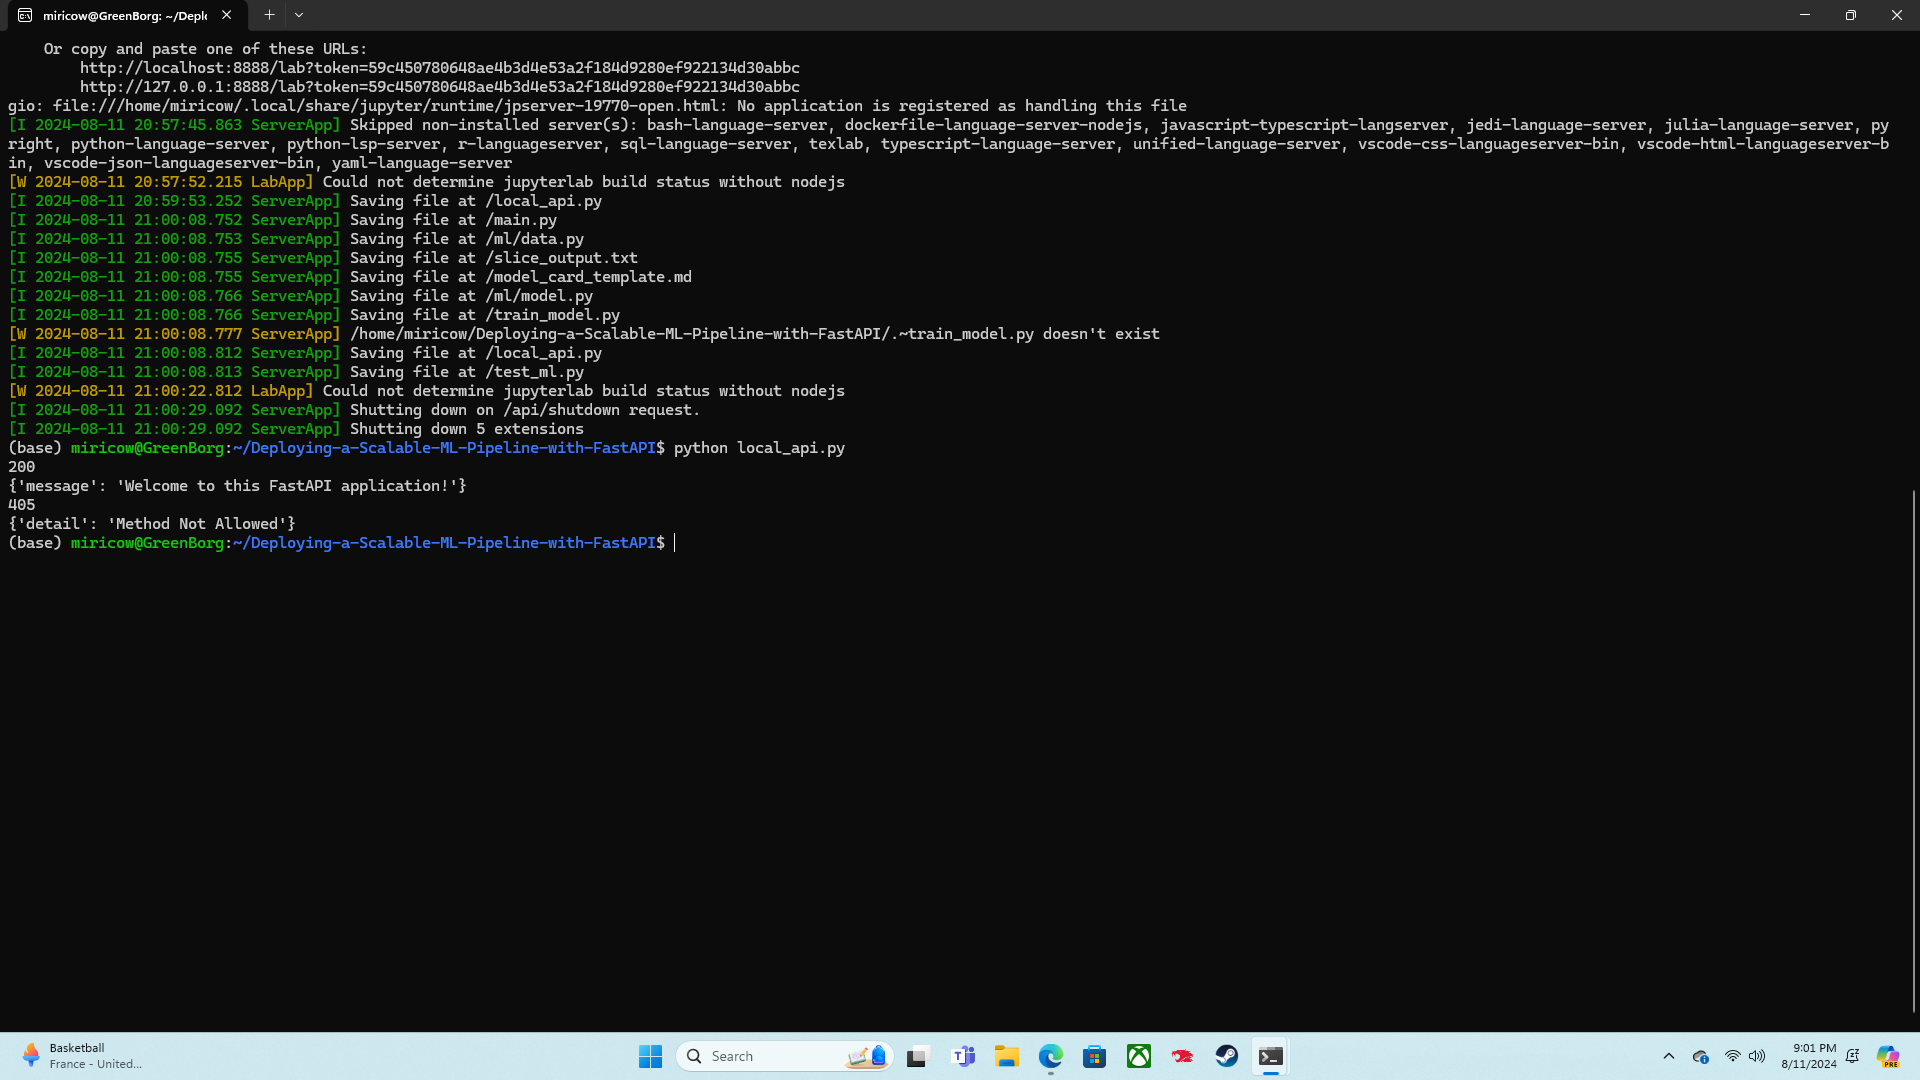 miricow@GreenBorg: ~/Deplo
Or copy and paste one of these URLs:
http://localhost:8888/lab?token=59c450780648ae4b3d4e53a2f184d9280ef922134d30abbc
http://127.0.0.1:8888/lab?token=59c450780648ae4b3d4e53a2f184d9280ef922134d30abbc
gio: file:///home/miricow/.local/share/jupyter/runtime/jpserver-19770-open.html: No application is registered as handling this file
[I 2024-08-11 20:57:45.863 ServerApp] Skipped non-installed server(s): bash-language-server, dockerfile-language-server-nodejs, javascript-typescript-langserver, jedi-language-server, julia-language-server, py
right, python-language-server, python-lsp-server, r-languageserver, sql-language-server, texlab, typescript-language-server, unified-language-server, vscode-css-languageserver-bin, vscode-html-languageserver-b
in, vscode-json-languageserver-bin, yaml-language-server
[W 2024-08-11 20:57:52.215 LabApp] Could not determine jupyterlab build status without nodejs
[I 2024-08-11 20:59:53.252 ServerApp] Saving file at /local_api.py
[I 2024-08-11 21:00:08.752 ServerApp] Saving file at /main.py
[I 2024-08-11 21:00:08.753 ServerApp] Saving file at /ml/data.py
[I 2024-08-11 21:00:08.755 ServerApp] Saving file at /slice_output.txt
[I 2024-08-11 21:00:08.755 ServerApp] Saving file at /model_card_template.md
[I 2024-08-11 21:00:08.766 ServerApp] Saving file at /ml/model.py
[I 2024-08-11 21:00:08.766 ServerApp] Saving file at /train_model.py
[W 2024-08-11 21:00:08.777 ServerApp] /home/miricow/Deploying-a-Scalable-ML-Pipeline-with-FastAPI/.~train_model.py doesn't exist
[I 2024-08-11 21:00:08.812 ServerApp] Saving file at /local_api.py
[I 2024-08-11 21:00:08.813 ServerApp] Saving file at /test_ml.py
[W 2024-08-11 21:00:22.812 LabApp] Could not determine jupyterlab build status without nodejs
[I 2024-08-11 21:00:29.092 ServerApp] Shutting down on /api/shutdown request.
[I 2024-08-11 21:00:29.092 ServerApp] Shutting down 5 extensions
(base) miricow@GreenBorg:~/Deploying-a-Scalable-ML-Pipeline-with-FastAPI$ python local_api.py
200
{'message': 'Welcome to this FastAPI application!'}
405
{'detail': 'Method Not Allowed'}
(base) miricow@GreenBorg:~/Deploying-a-Scalable-ML-Pipeline-with-FastAPI$
Basketball
France - United...
Search
9:01 PM
8/11/2024
PRE